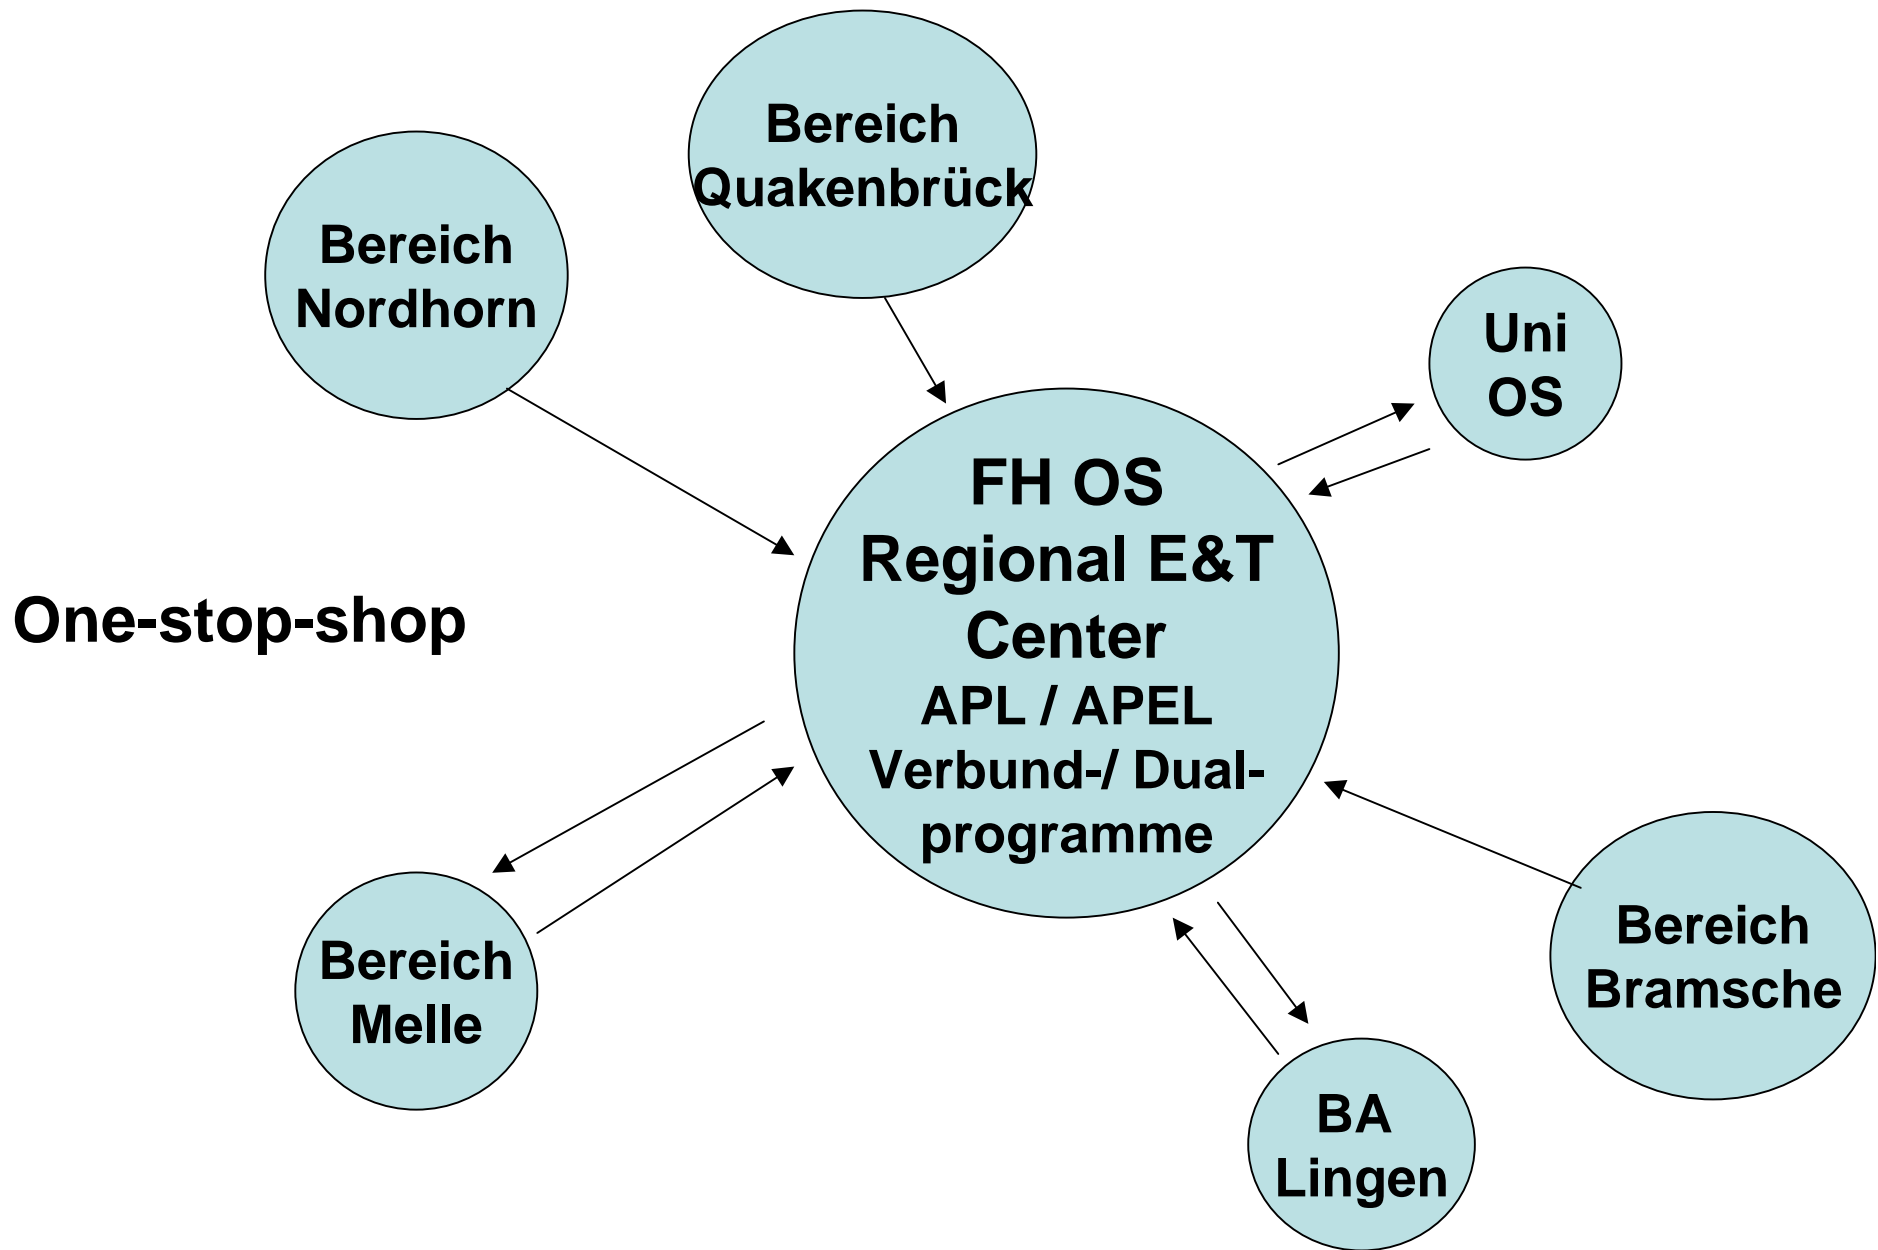 Bereich
Quakenbrück
Bereich
Nordhorn
Uni
OS
FH OS
Regional E&T
Center
APL / APEL
Verbund-/ Dual-
programme
One-stop-shop
Bereich
Melle
Bereich
Bramsche
BA
Lingen